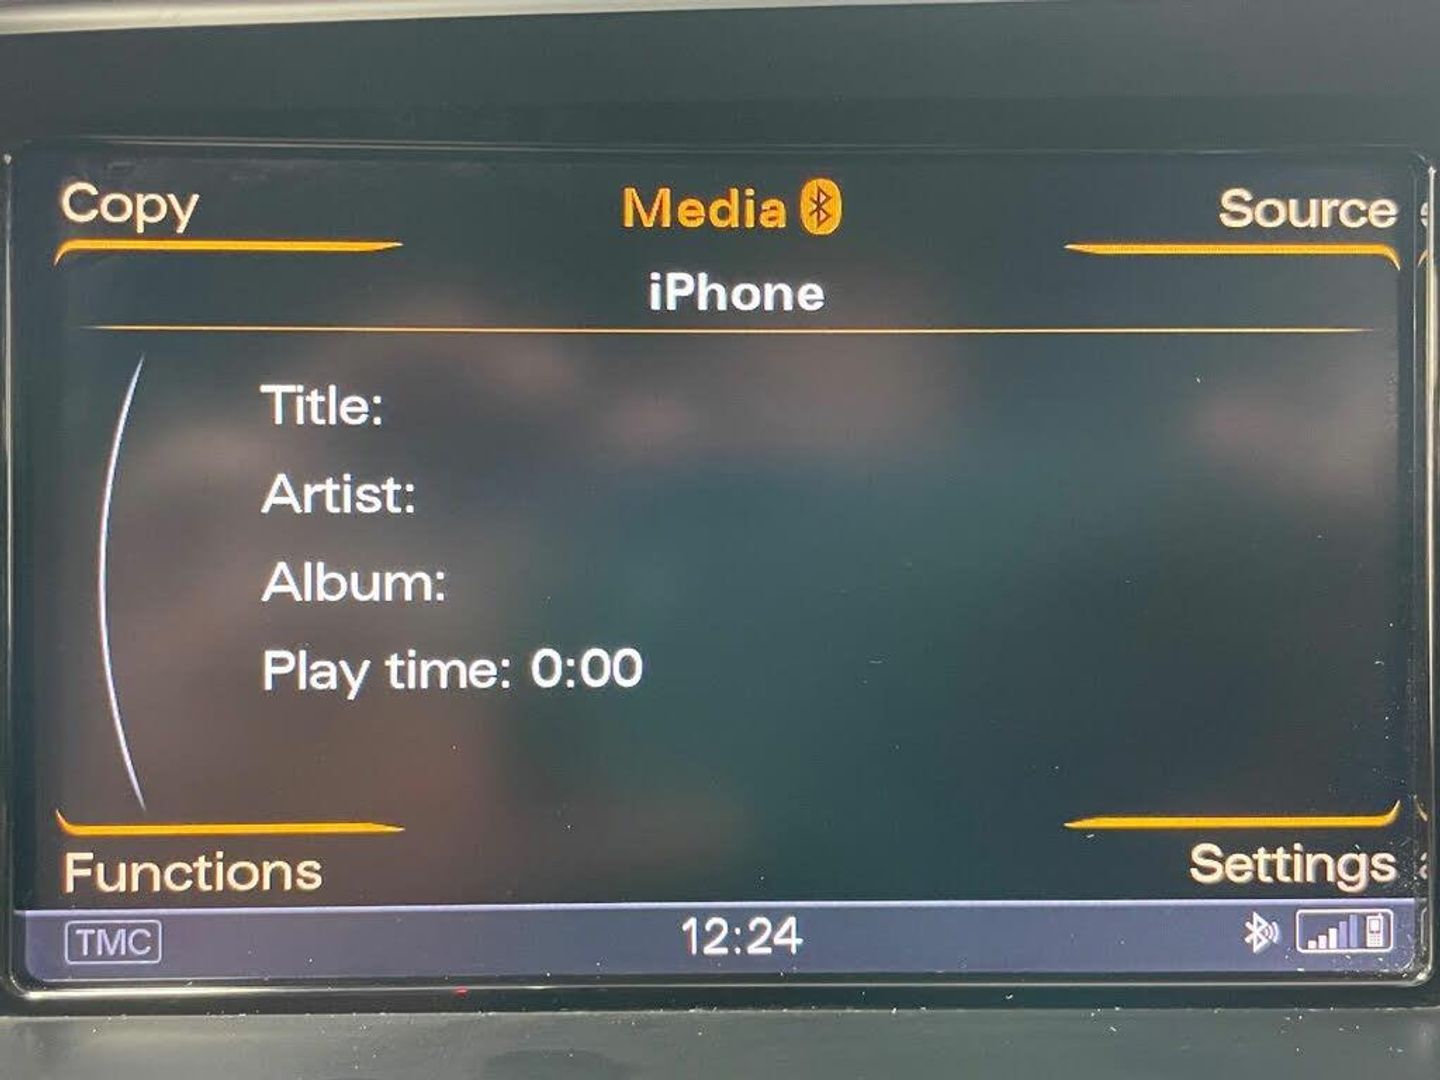 Copy
Media
Source
iPhone
Title:
Artist:
Album:
Play time: 0:00
Functions
Settings
TMC
12:24